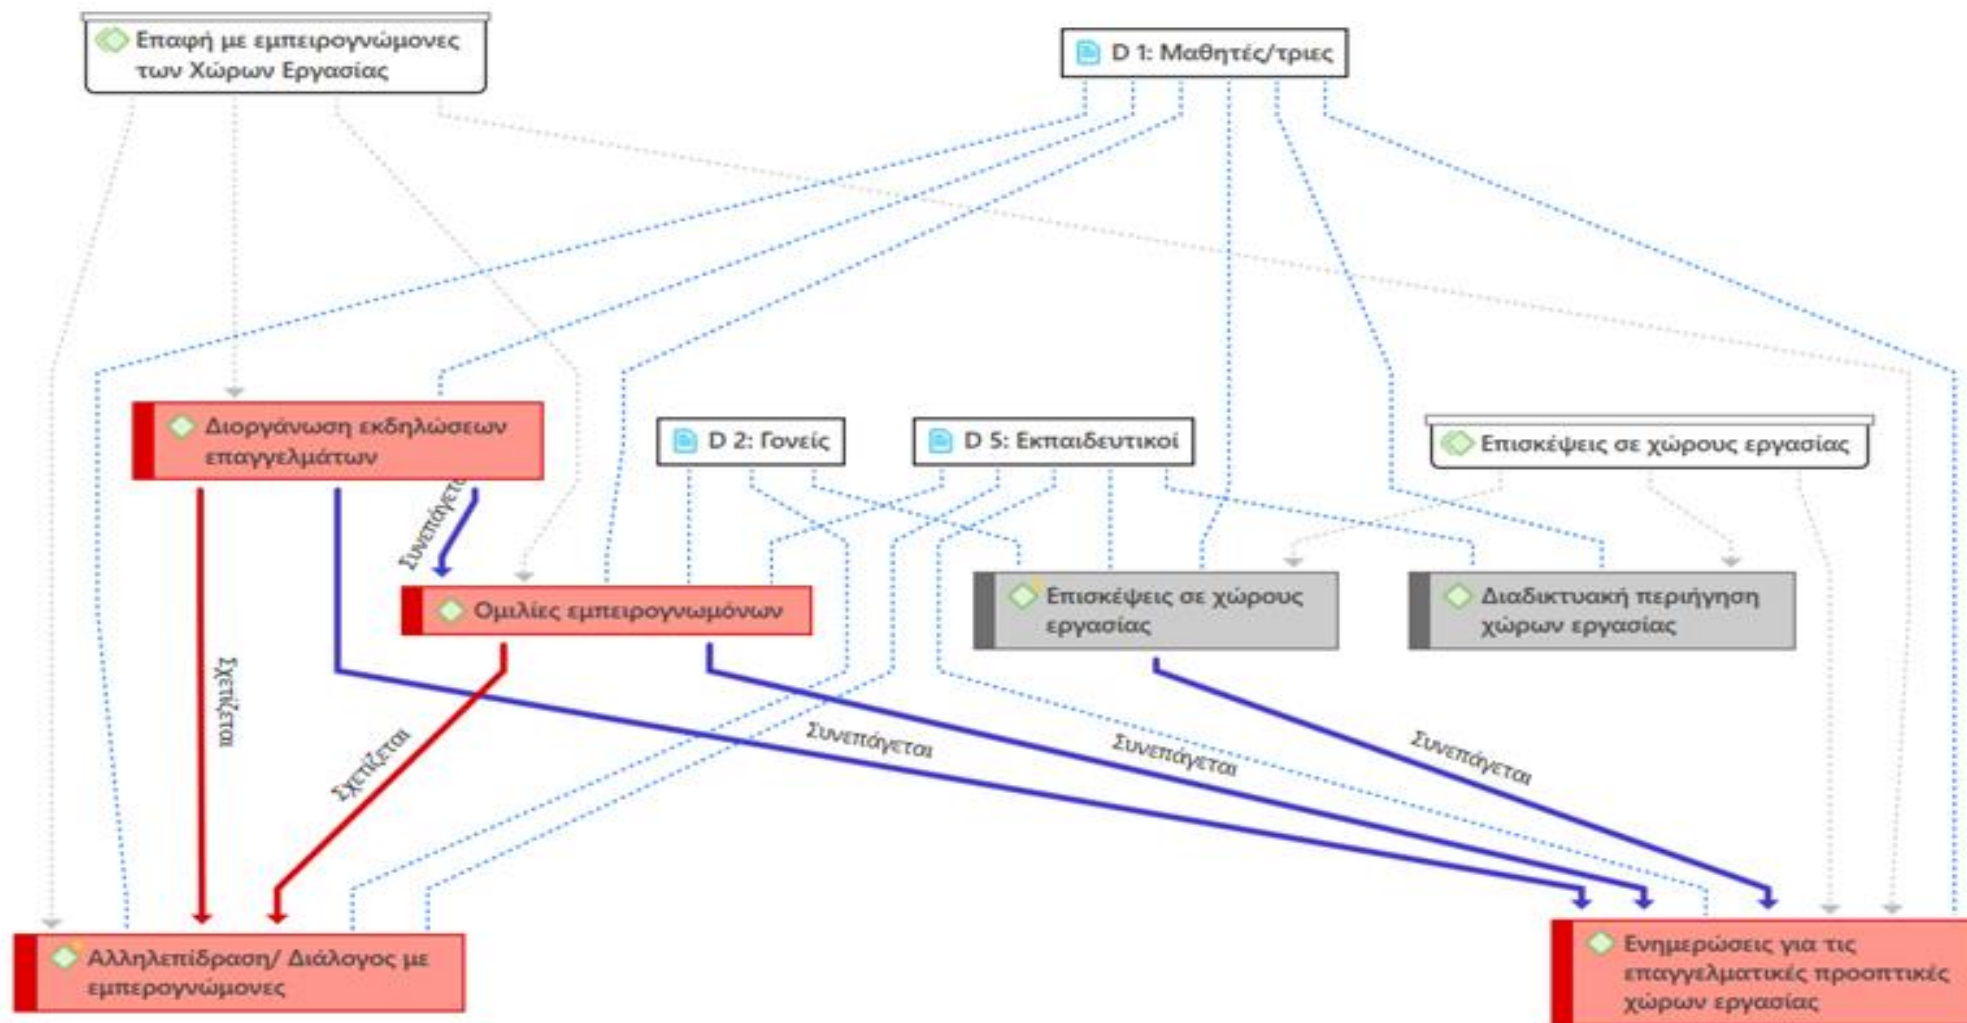 Επαφή με εμπειρογνώμονες
των Χώρων Εργασίας
D 1: Μαθητές/τριες
Διοργάνωση εκδηλώσεων
επαγγελμάτων
D 2: Γονείς
D 5: Εκπαιδευτικοί
Επισκέψεις σε χώρους εργασίας
Συνεπάγεται
Ομιλίες εμπειρογνωμόνων
Επισκέψεις σε χώρους
εργασίας
Διαδικτυακή περιήγηση
χώρων εργασίας
Σχετίζεται
Σχετίζεται
Συνεπάγεται
Συνεπάγεται
Συνεπάγεται
Αλληλεπίδραση/ Διάλογος με
εμπερογνώμονες
Ενημερώσεις για τις
επαγγελματικές προοπτικές
χώρων εργασίας